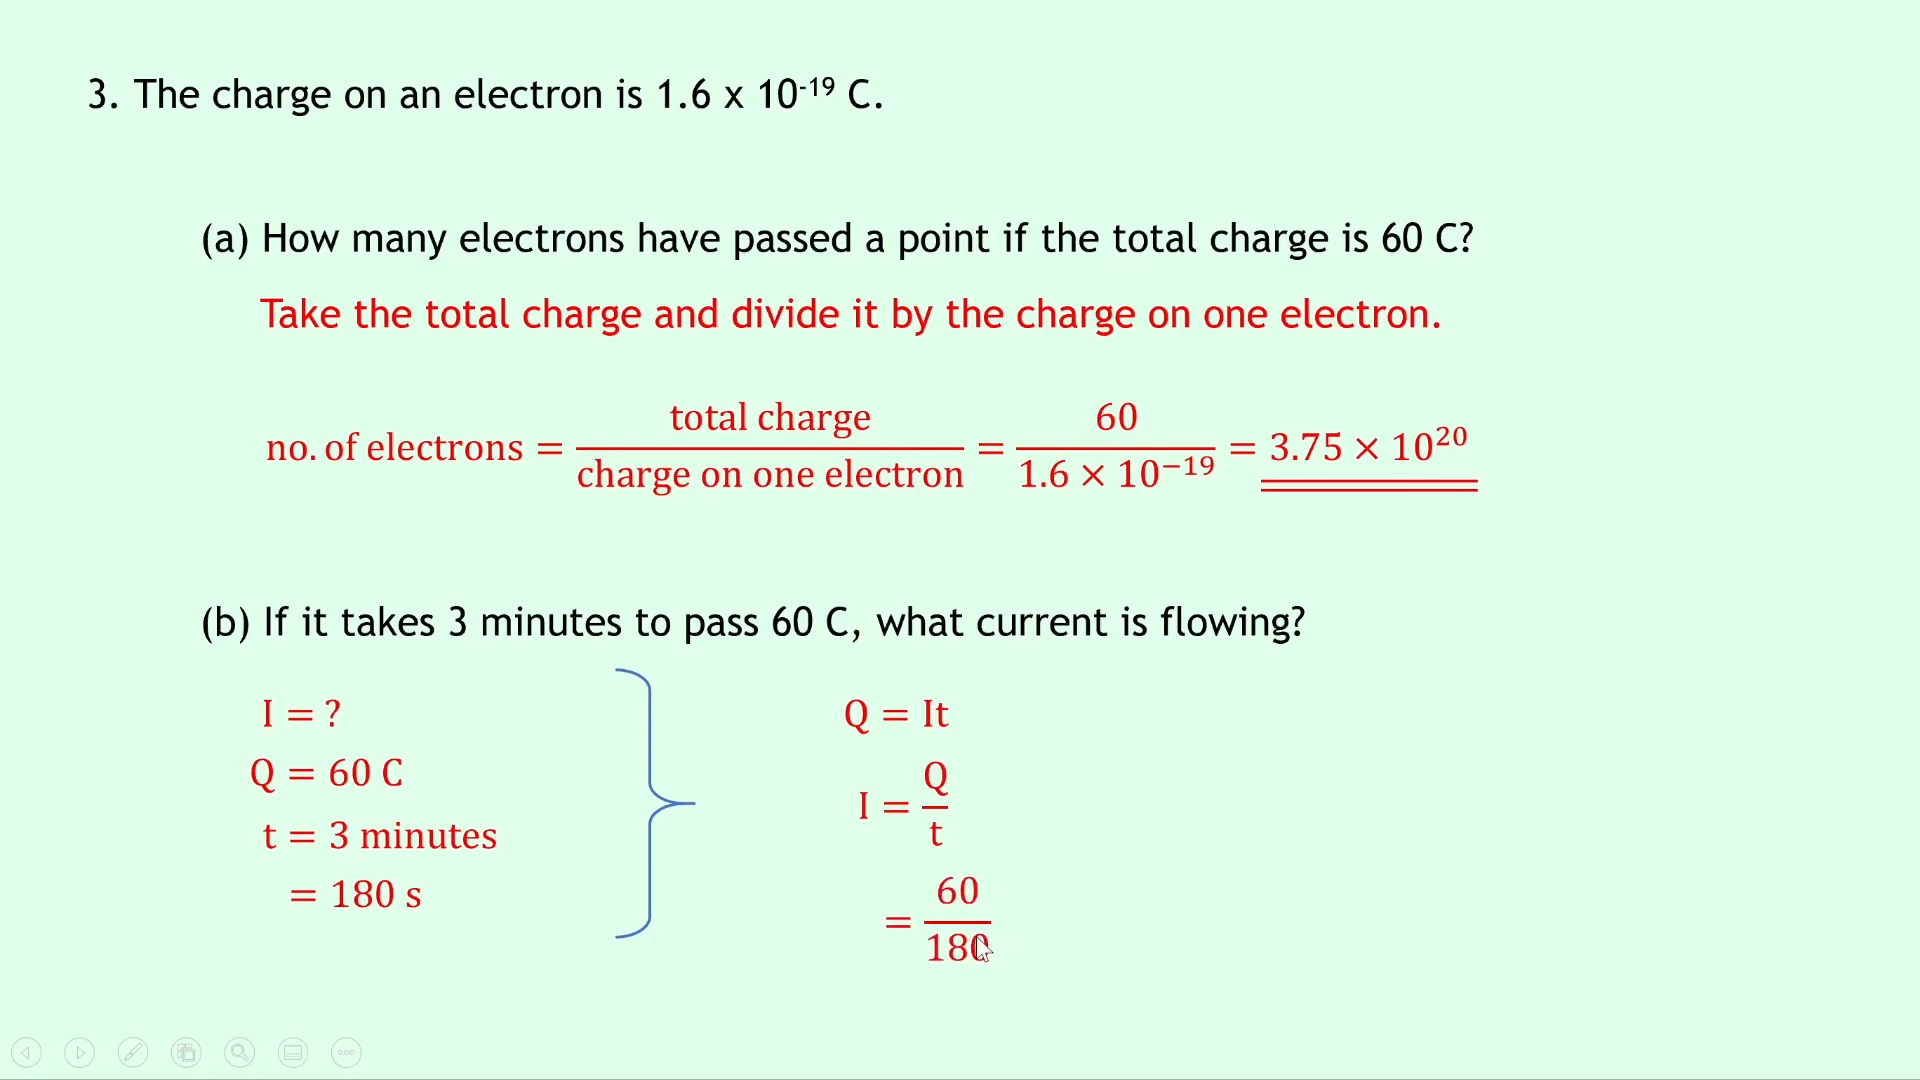 3. The charge on an electron is 1.6 x 10⁻¹⁹ C.
(a) How many electrons have passed a point if the total charge is 60 C?
Take the total charge and divide it by the charge on one electron.
no. of electrons = total charge / charge on one electron = 60 / 1.6 × 10⁻¹⁹ = 3.75 × 10²⁰
(b) If it takes 3 minutes to pass 60 C, what current is flowing?
I = ?
Q = 60 C
t = 3 minutes
= 180 s
Q = It
I = Q / t
= 60 / 180